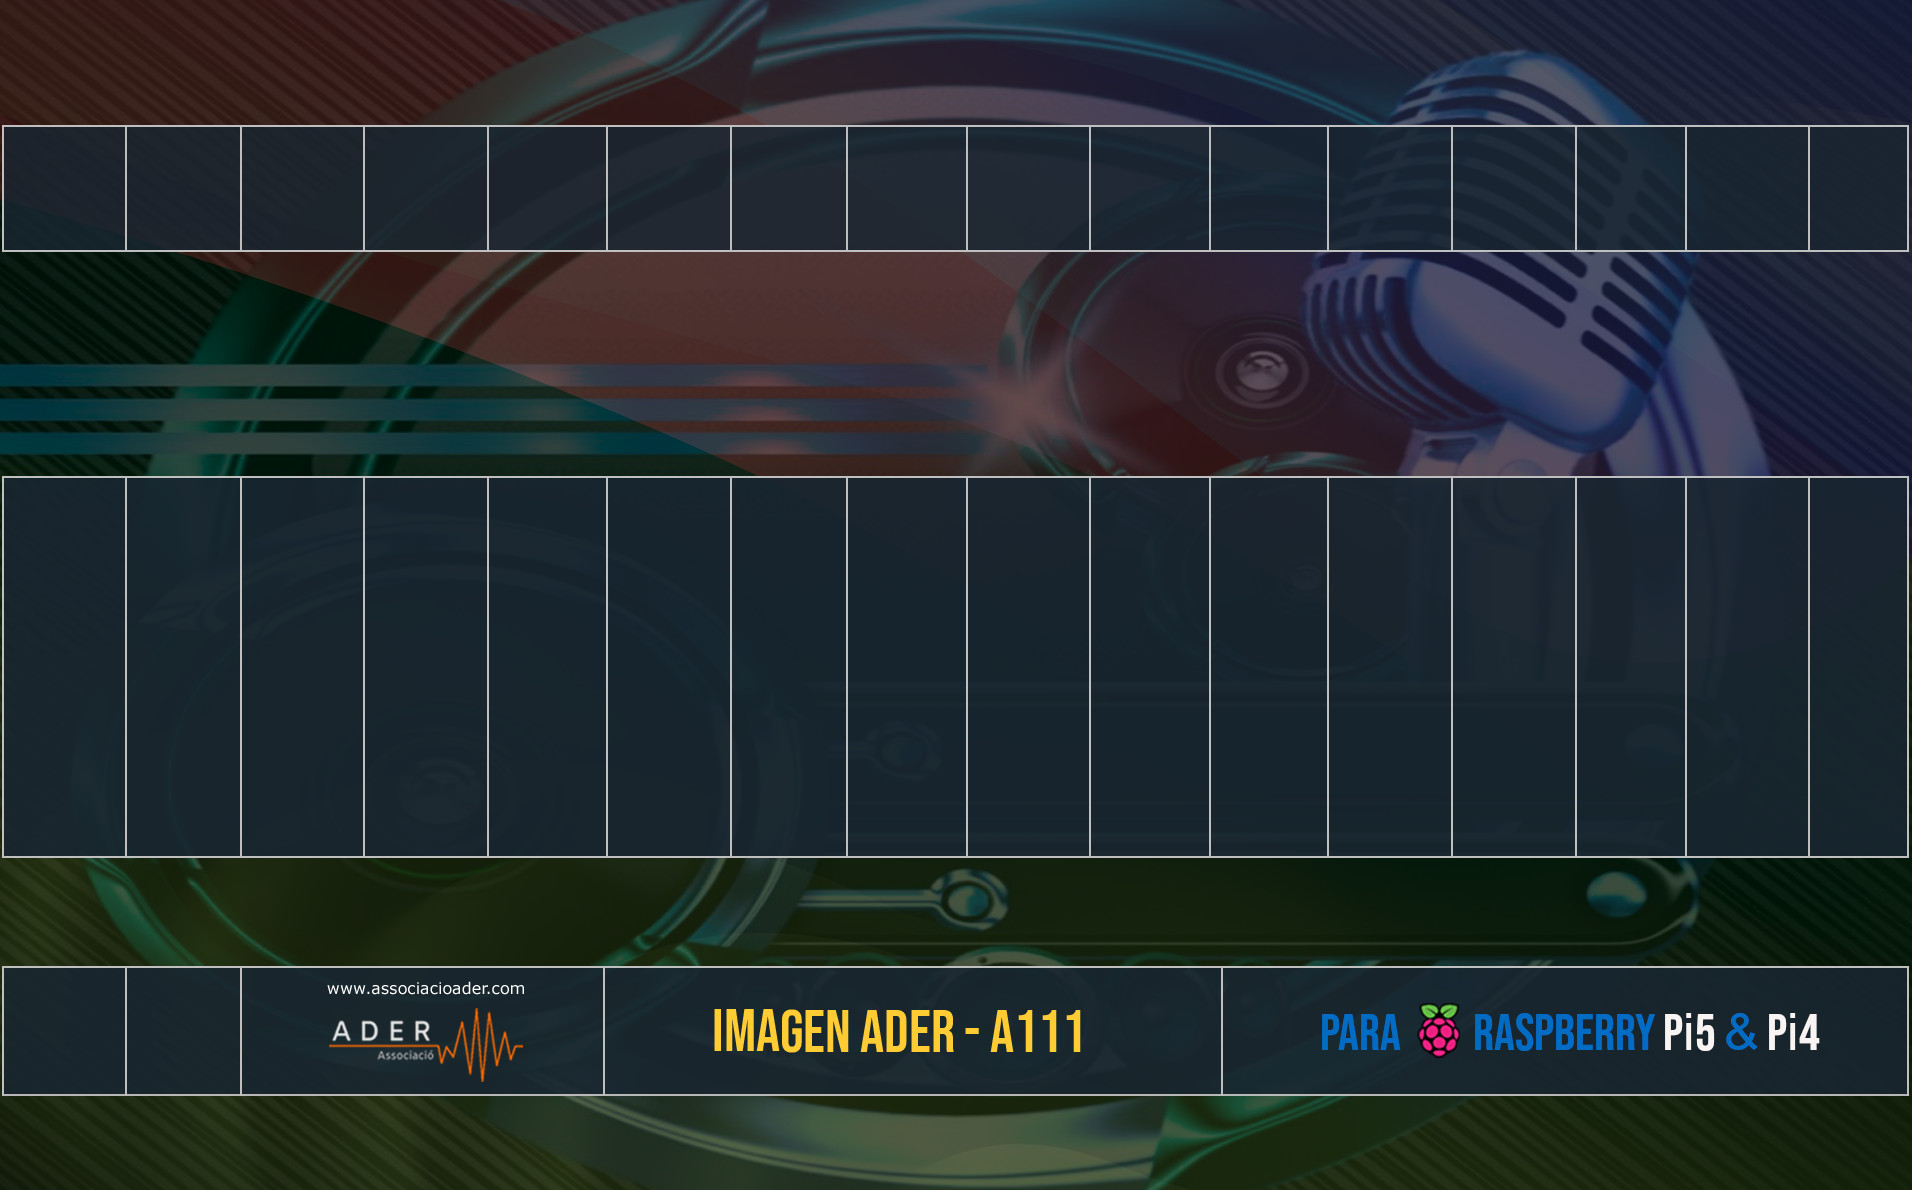 www.associacioader.com
ADER
Associació
IMAGEN ADER - A111
PARA RASPBERRY Pi5 & Pi4